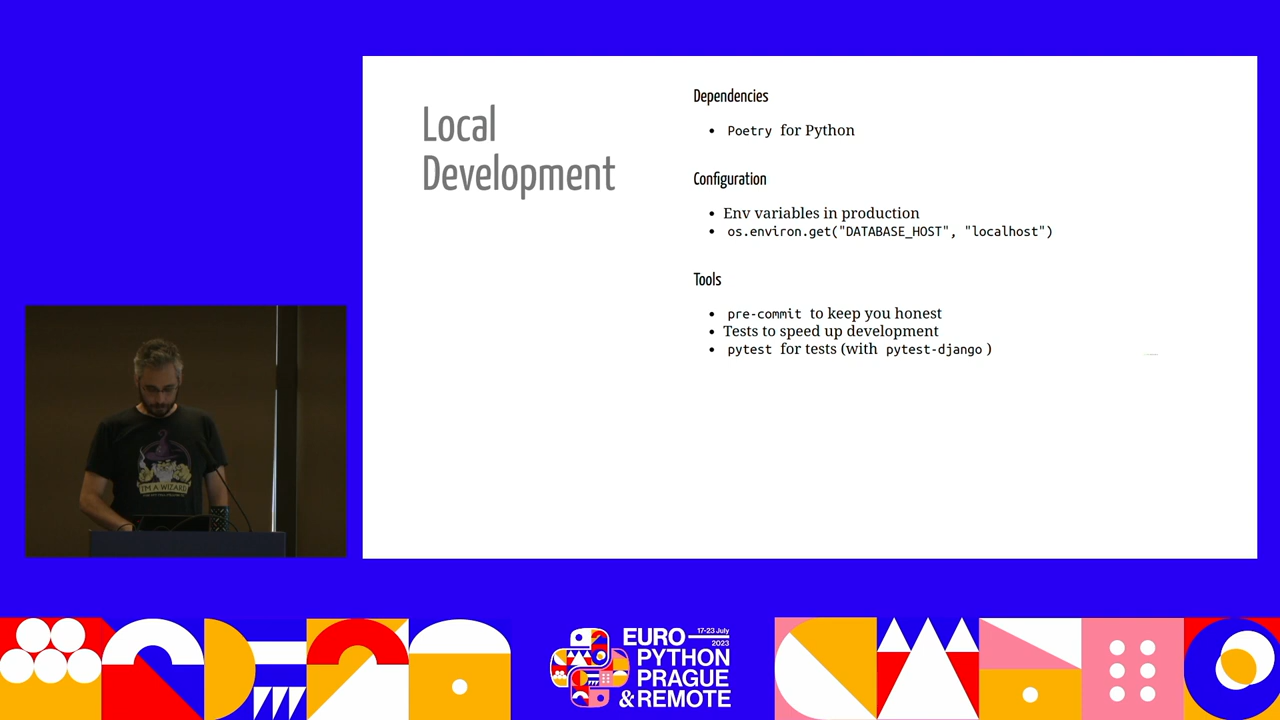 Local
Development
Dependencies
• Poetry for Python
Configuration
• Env variables in production
• os.environ.get("DATABASE_HOST", "localhost")
Tools
• pre-commit to keep you honest
• Tests to speed up development
• pytest for tests (with pytest-django )
I'M A WIZARD
EURO 17-23 July
2023
PYTHON
PRAGUE
& REMOTE